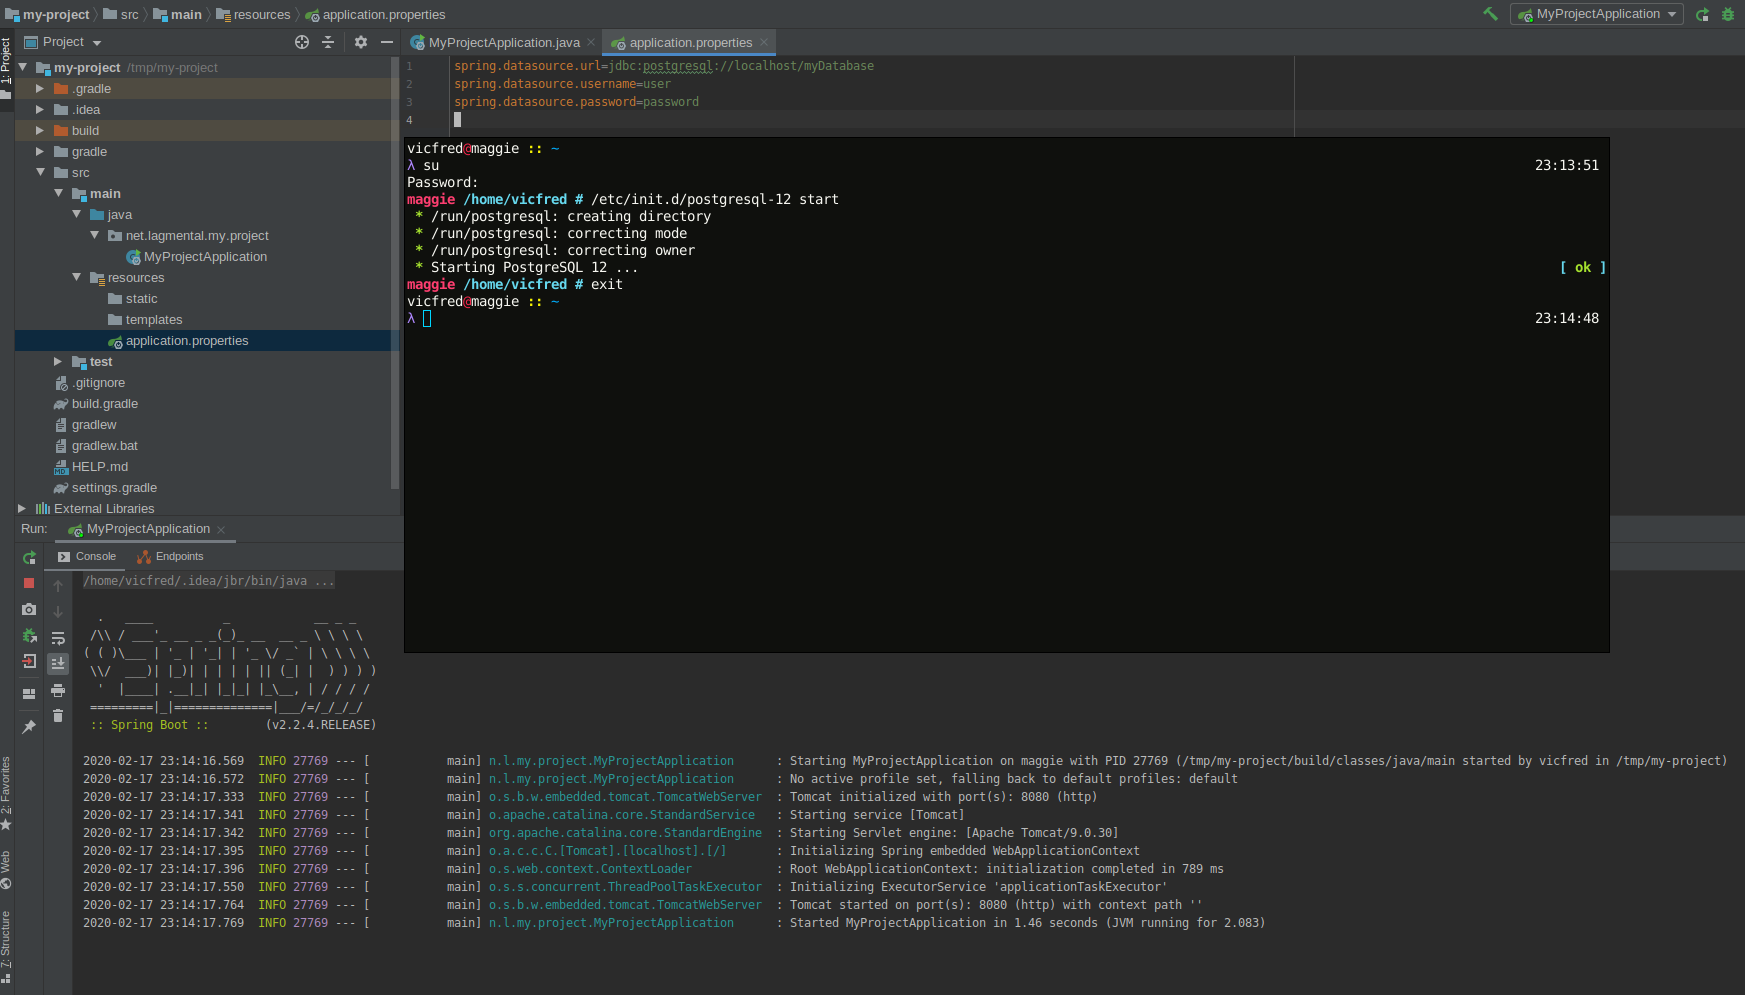 my-project src main resources application.properties MyProjectApplication
1: Project
Project
MyProjectApplication.java application.properties
my-project /tmp/my-project
.gradle
.idea
build
gradle
src
main
java
net.lagmental.my.project
MyProjectApplication
resources
static
templates
application.properties
test
.gitignore
build.gradle
gradlew
gradlew.bat
HELP.md
settings.gradle
External Libraries
1 spring.datasource.url=jdbc:postgresql://localhost/myDatabase
2 spring.datasource.username=user
3 spring.datasource.password=password
4
vicfred@maggie :: ~
λ su 23:13:51
Password:
maggie /home/vicfred # /etc/init.d/postgresql-12 start
* /run/postgresql: creating directory
* /run/postgresql: correcting mode
* /run/postgresql: correcting owner
* Starting PostgreSQL 12 ... [ ok ]
maggie /home/vicfred # exit
vicfred@maggie :: ~
λ 23:14:48
Run: MyProjectApplication
Console Endpoints
/home/vicfred/.idea/jbr/bin/java ...
  .   ____          _            __ _ _
 /\\ / ___'_ __ _ _(_)_ __  __ _ \ \ \ \
( ( )\___ | '_ | '_| | '_ \/ _` | \ \ \ \
 \\/  ___)| |_)| | | | | || (_| |  ) ) ) )
  '  |____| .__|_| |_|_| |_\__, | / / / /
 =========|_|==============|___/=/_/_/_/
 :: Spring Boot ::        (v2.2.4.RELEASE)
2020-02-17 23:14:16.569  INFO 27769 --- [           main] n.l.my.project.MyProjectApplication      : Starting MyProjectApplication on maggie with PID 27769 (/tmp/my-project/build/classes/java/main started by vicfred in /tmp/my-project)
2020-02-17 23:14:16.572  INFO 27769 --- [           main] n.l.my.project.MyProjectApplication      : No active profile set, falling back to default profiles: default
2020-02-17 23:14:17.333  INFO 27769 --- [           main] o.s.b.w.embedded.tomcat.TomcatWebServer  : Tomcat initialized with port(s): 8080 (http)
2020-02-17 23:14:17.341  INFO 27769 --- [           main] o.apache.catalina.core.StandardService   : Starting service [Tomcat]
2020-02-17 23:14:17.342  INFO 27769 --- [           main] org.apache.catalina.core.StandardEngine  : Starting Servlet engine: [Apache Tomcat/9.0.30]
2020-02-17 23:14:17.395  INFO 27769 --- [           main] o.a.c.c.C.[Tomcat].[localhost].[/]       : Initializing Spring embedded WebApplicationContext
2020-02-17 23:14:17.396  INFO 27769 --- [           main] o.s.web.context.ContextLoader            : Root WebApplicationContext: initialization completed in 789 ms
2020-02-17 23:14:17.550  INFO 27769 --- [           main] o.s.s.concurrent.ThreadPoolTaskExecutor  : Initializing ExecutorService 'applicationTaskExecutor'
2020-02-17 23:14:17.764  INFO 27769 --- [           main] o.s.b.w.embedded.tomcat.TomcatWebServer  : Tomcat started on port(s): 8080 (http) with context path ''
2020-02-17 23:14:17.769  INFO 27769 --- [           main] n.l.my.project.MyProjectApplication      : Started MyProjectApplication in 1.46 seconds (JVM running for 2.083)
2: Favorites
Web
7: Structure